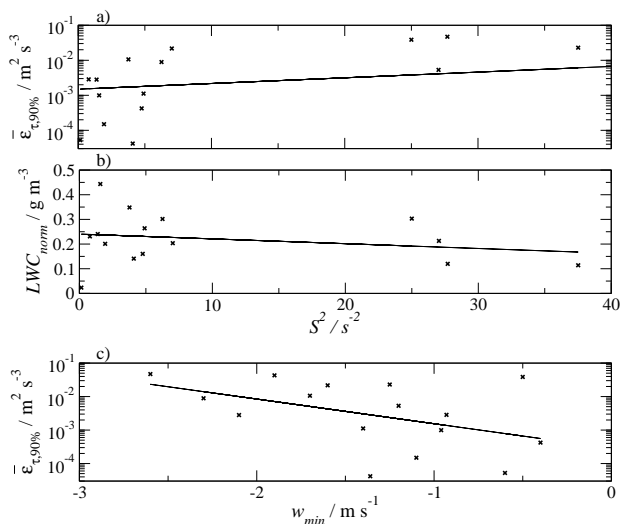 a)
10⁻¹
10⁻²
10⁻³
10⁻⁴
ε̅τ,90% / m² s⁻³
b)
0.5
0.4
0.3
0.2
0.1
0
LWCnorm / g m⁻³
0 10 20 30 40
S² / s⁻²
c)
10⁻¹
10⁻²
10⁻³
10⁻⁴
ε̅τ,90% / m² s⁻³
-3 -2 -1 0
wmin / m s⁻¹